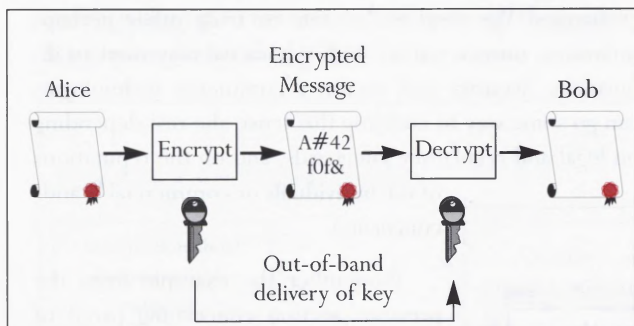 Alice
Encrypted
Message
Bob
Encrypt
A#42
f0f&
Decrypt
Out-of-band
delivery of key